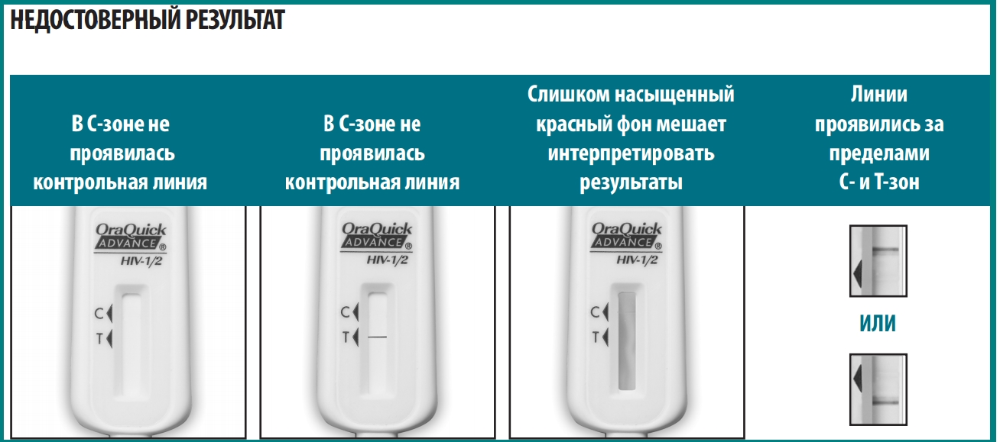 НЕДОСТОВЕРНЫЙ РЕЗУЛЬТАТ
В С-зоне не
проявилась
контрольная линия
В С-зоне не
проявилась
контрольная линия
Слишком насыщенный
красный фон мешает
интерпретировать
результаты
Линии
проявились за
пределами
С- и Т-зон
OraQuick
ADVANCE®
HIV-1/2
C
T
OraQuick
ADVANCE®
HIV-1/2
C
T
OraQuick
ADVANCE®
HIV-1/2
C
T
ИЛИ